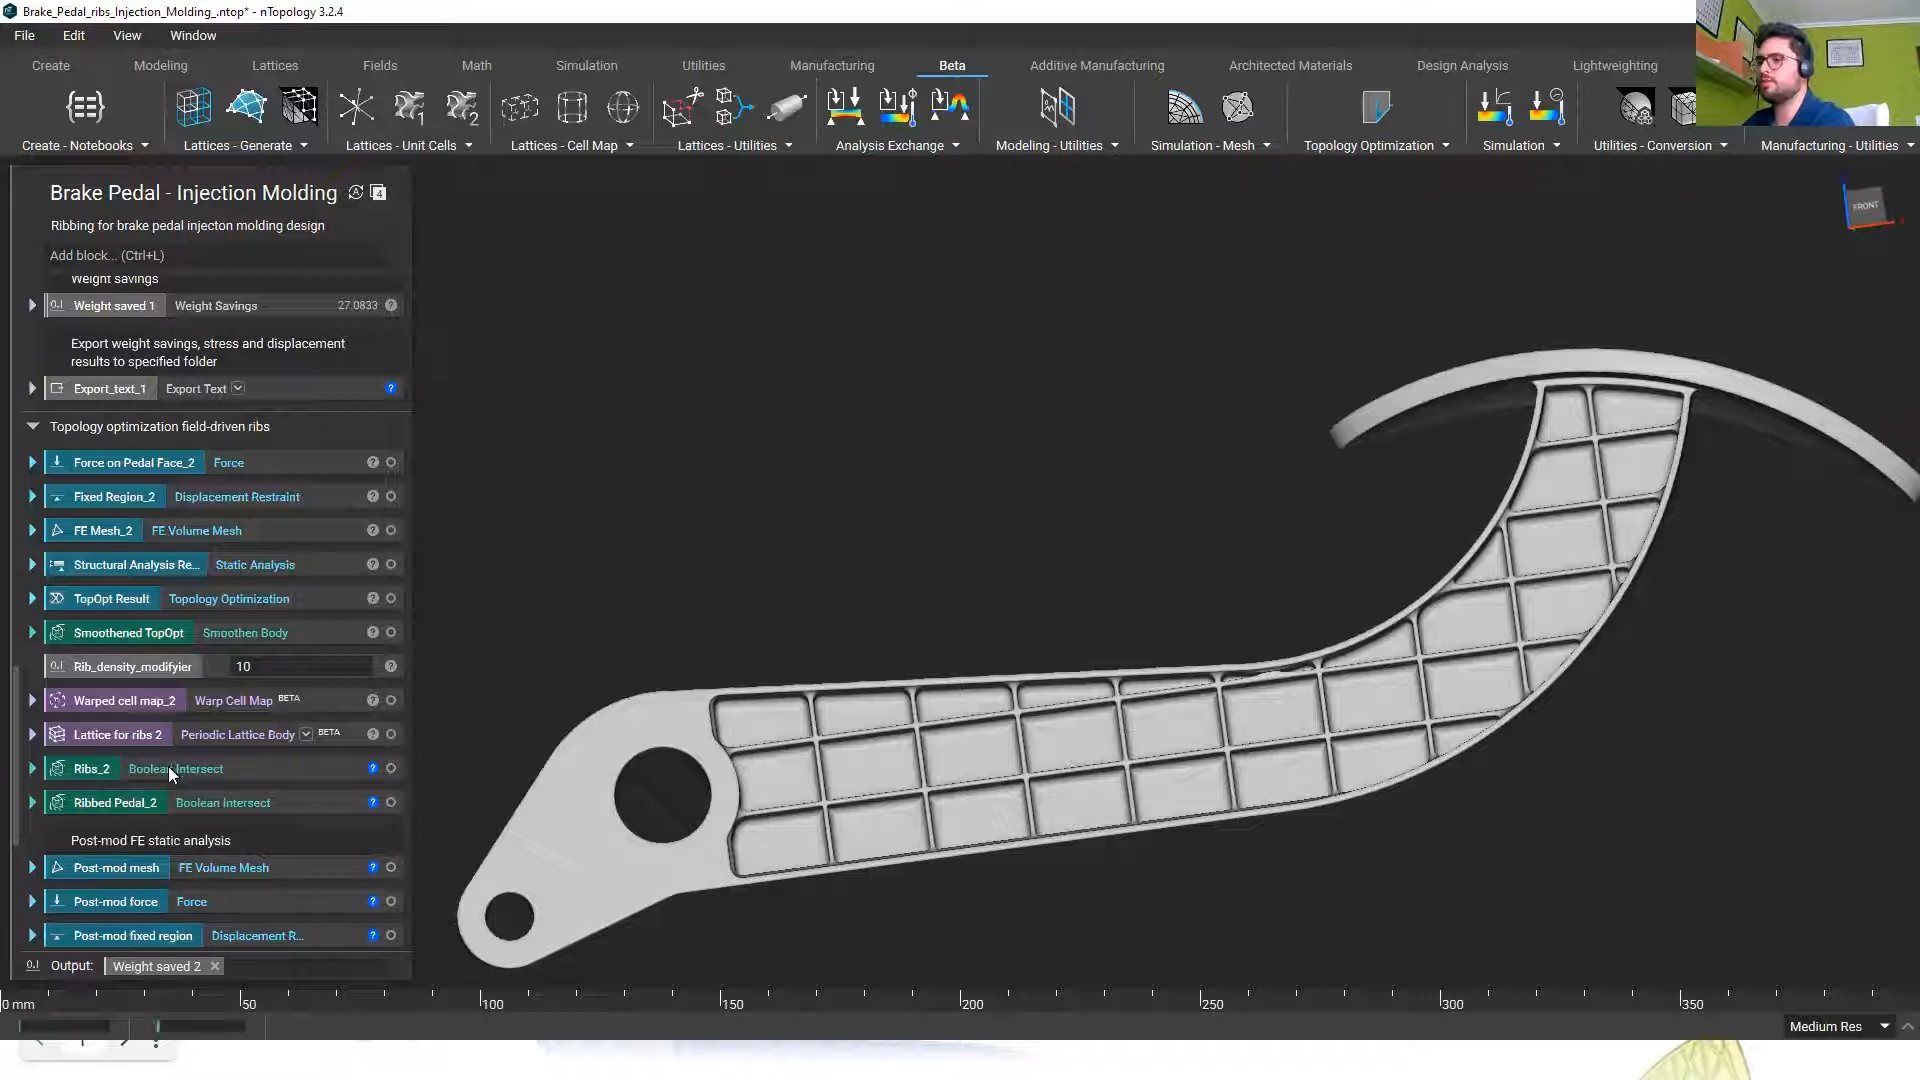 Brake_Pedal_ribs_Injection_Molding_.ntop* - nTopology 3.2.4
File Edit View Window
Create Modeling Lattices Fields Math Simulation Utilities Manufacturing Beta Additive Manufacturing Architected Materials Design Analysis Lightweighting
Create - Notebooks Lattices - Generate Lattices - Unit Cells Lattices - Cell Map Lattices - Utilities Analysis Exchange Modeling - Utilities Simulation - Mesh Topology Optimization Simulation Utilities - Conversion Manufacturing - Utilities
Brake Pedal - Injection Molding
Ribbing for brake pedal injecton molding design
Add block... (Ctrl+L)
Weight savings
0.1 Weight saved 1 Weight Savings 27.0833 ?
Export weight savings, stress and displacement
results to specified folder
Export_text_1 Export Text ?
Topology optimization field-driven ribs
Force on Pedal Face_2 Force ?
Fixed Region_2 Displacement Restraint ?
FE Mesh_2 FE Volume Mesh ?
Structural Analysis Re... Static Analysis ?
TopOpt Result Topology Optimization ?
Smoothened TopOpt Smoothen Body ?
0.1 Rib_density_modifyier 10 ?
Warped cell map_2 Warp Cell Map BETA ?
Lattice for ribs 2 Periodic Lattice Body BETA ?
Ribs_2 Boolean Intersect ?
Ribbed Pedal_2 Boolean Intersect ?
Post-mod FE static analysis
Post-mod mesh FE Volume Mesh ?
Post-mod force Force ?
Post-mod fixed region Displacement R... ?
0.1 Output: Weight saved 2
FRONT
0 mm 50 100 150 200 250 300 350
Medium Res